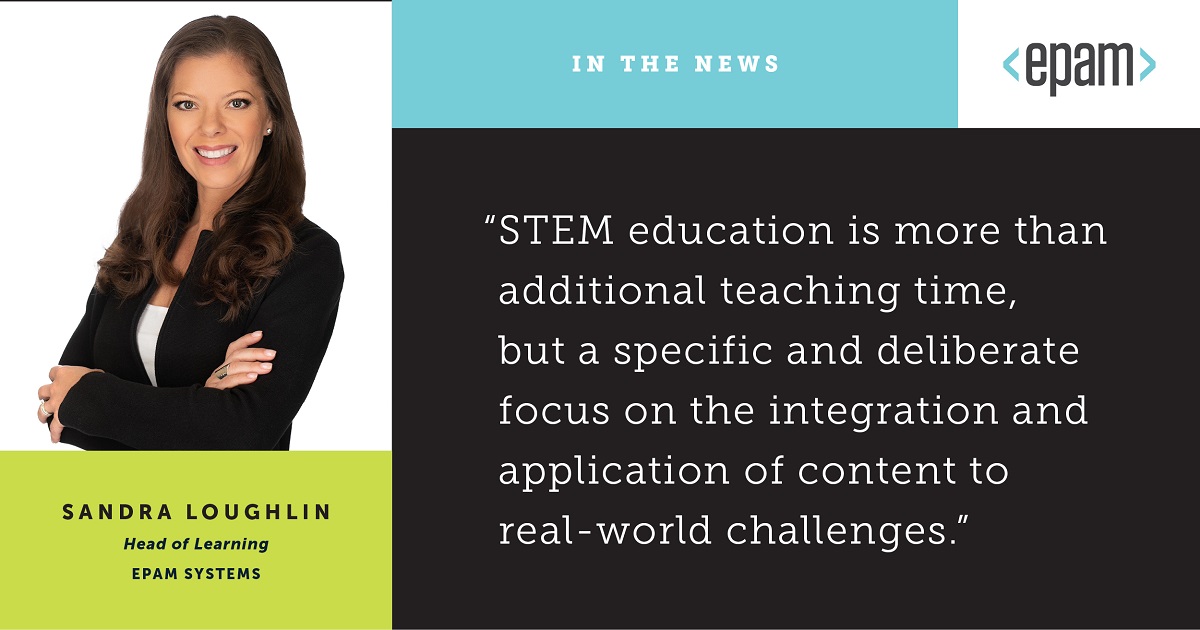 IN THE NEWS
<epam>
“STEM education is more than
additional teaching time,
but a specific and deliberate
focus on the integration and
application of content to
real-world challenges.”
SANDRA LOUGHLIN
Head of Learning
EPAM SYSTEMS